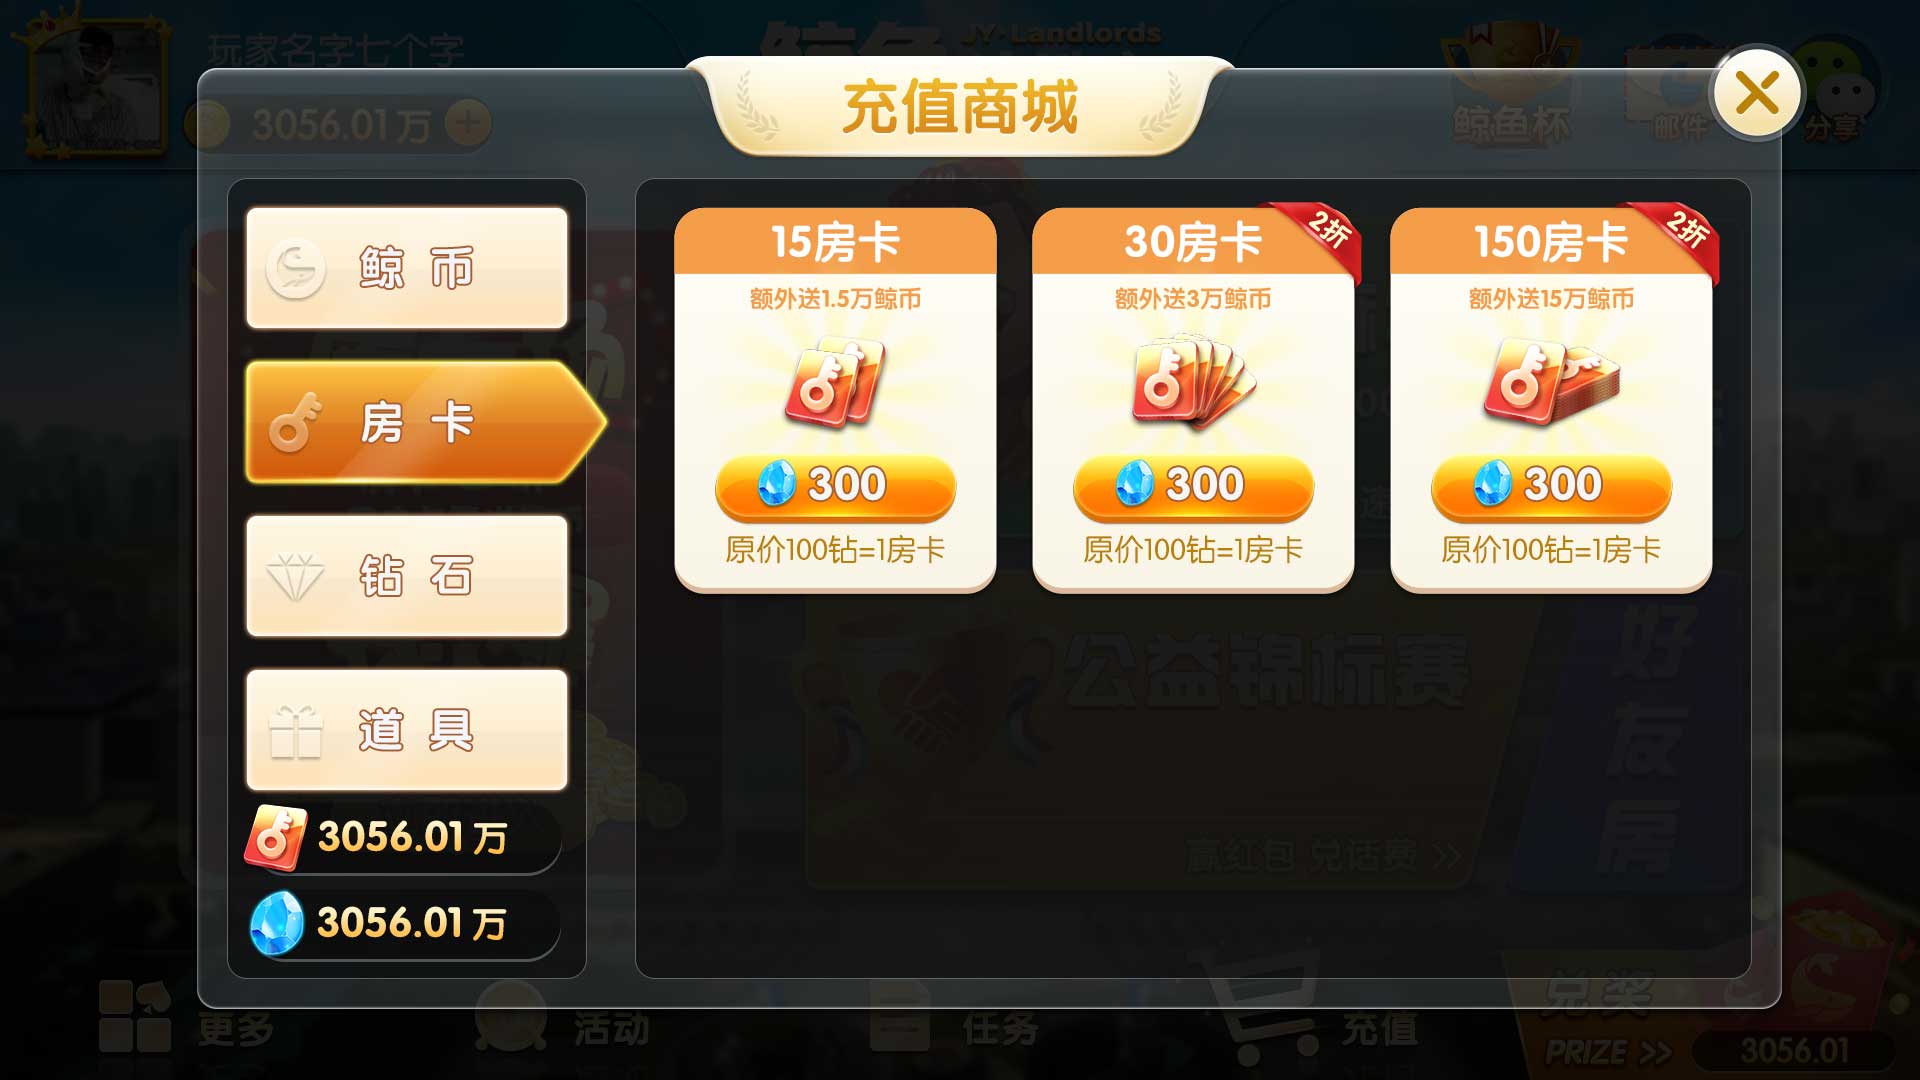 JY·Landlords
玩家名字七个字
3056.01万
充值商城
鲸鱼杯
邮件
分享
鲸币
房卡
钻石
道具
3056.01万
3056.01万
15房卡
额外送1.5万鲸币
300
原价100钻=1房卡
30房卡
2折
额外送3万鲸币
300
原价100钻=1房卡
150房卡
2折
额外送15万鲸币
300
原价100钻=1房卡
公益锦标赛
赢红包 兑话费 >>
好友房
更多
活动
任务
充值
兑奖
PRIZE >>
3056.01